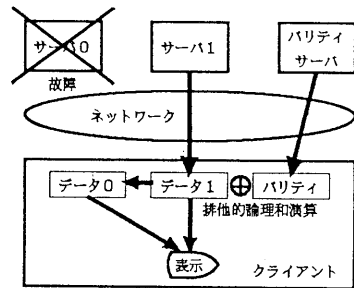 サーバ0
サーバ1
パリティ
サーバ
故障
ネットワーク
データ0
データ1
パリティ
排他的論理和演算
表示
クライアント